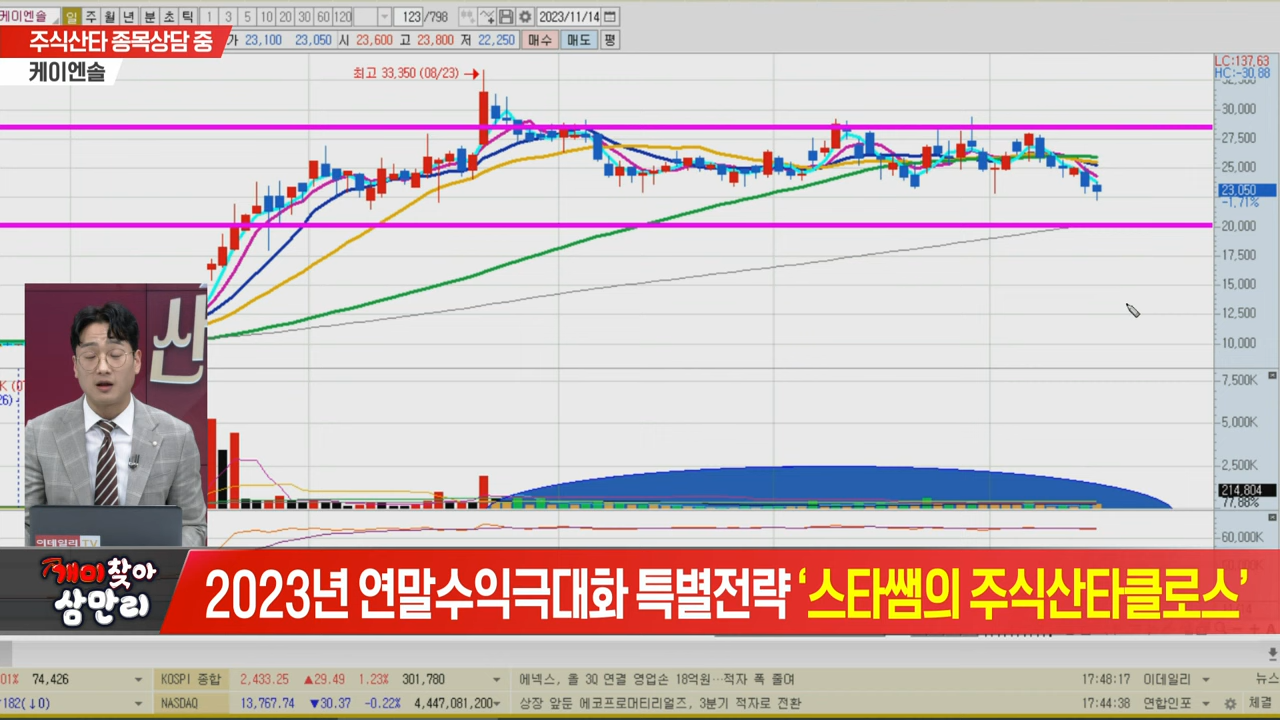 케이엔솔 일 주 월 년 분 초 틱 1 3 5 10 20 30 60 120 123 /798 2023/11/14
주식산타 종목상담 중
가 23,100 23,050 시 23,600 고 23,800 저 22,250 매수 매도 평
케이엔솔
최고 33,350 (08/23)
LC:137.63
HC:-30.88
30,000
27,500
25,000
23,050
-1.71%
20,000
17,500
15,000
12,500
10,000
산
7,500K
5,000K
2,500K
214,804
77.88%
60,000K
이데일리 TV
개미찾아
삼만리
2023년 연말수익극대화 특별전략 '스타쌤의 주식산타클로스'
01% 74,426 KOSPI 종합 2,433.25 ▲29.49 1.23% 301,780 에넥스, 올 3Q 연결 영업손 18억원…적자 폭 줄여 17:48:17 이데일리 뉴스
182(↓0) NASDAQ 13,767.74 ▼30.37 -0.22% 4,447,081,200 상장 앞둔 에코프로머티리얼즈, 3분기 적자로 전환 17:44:38 연합인포 체결